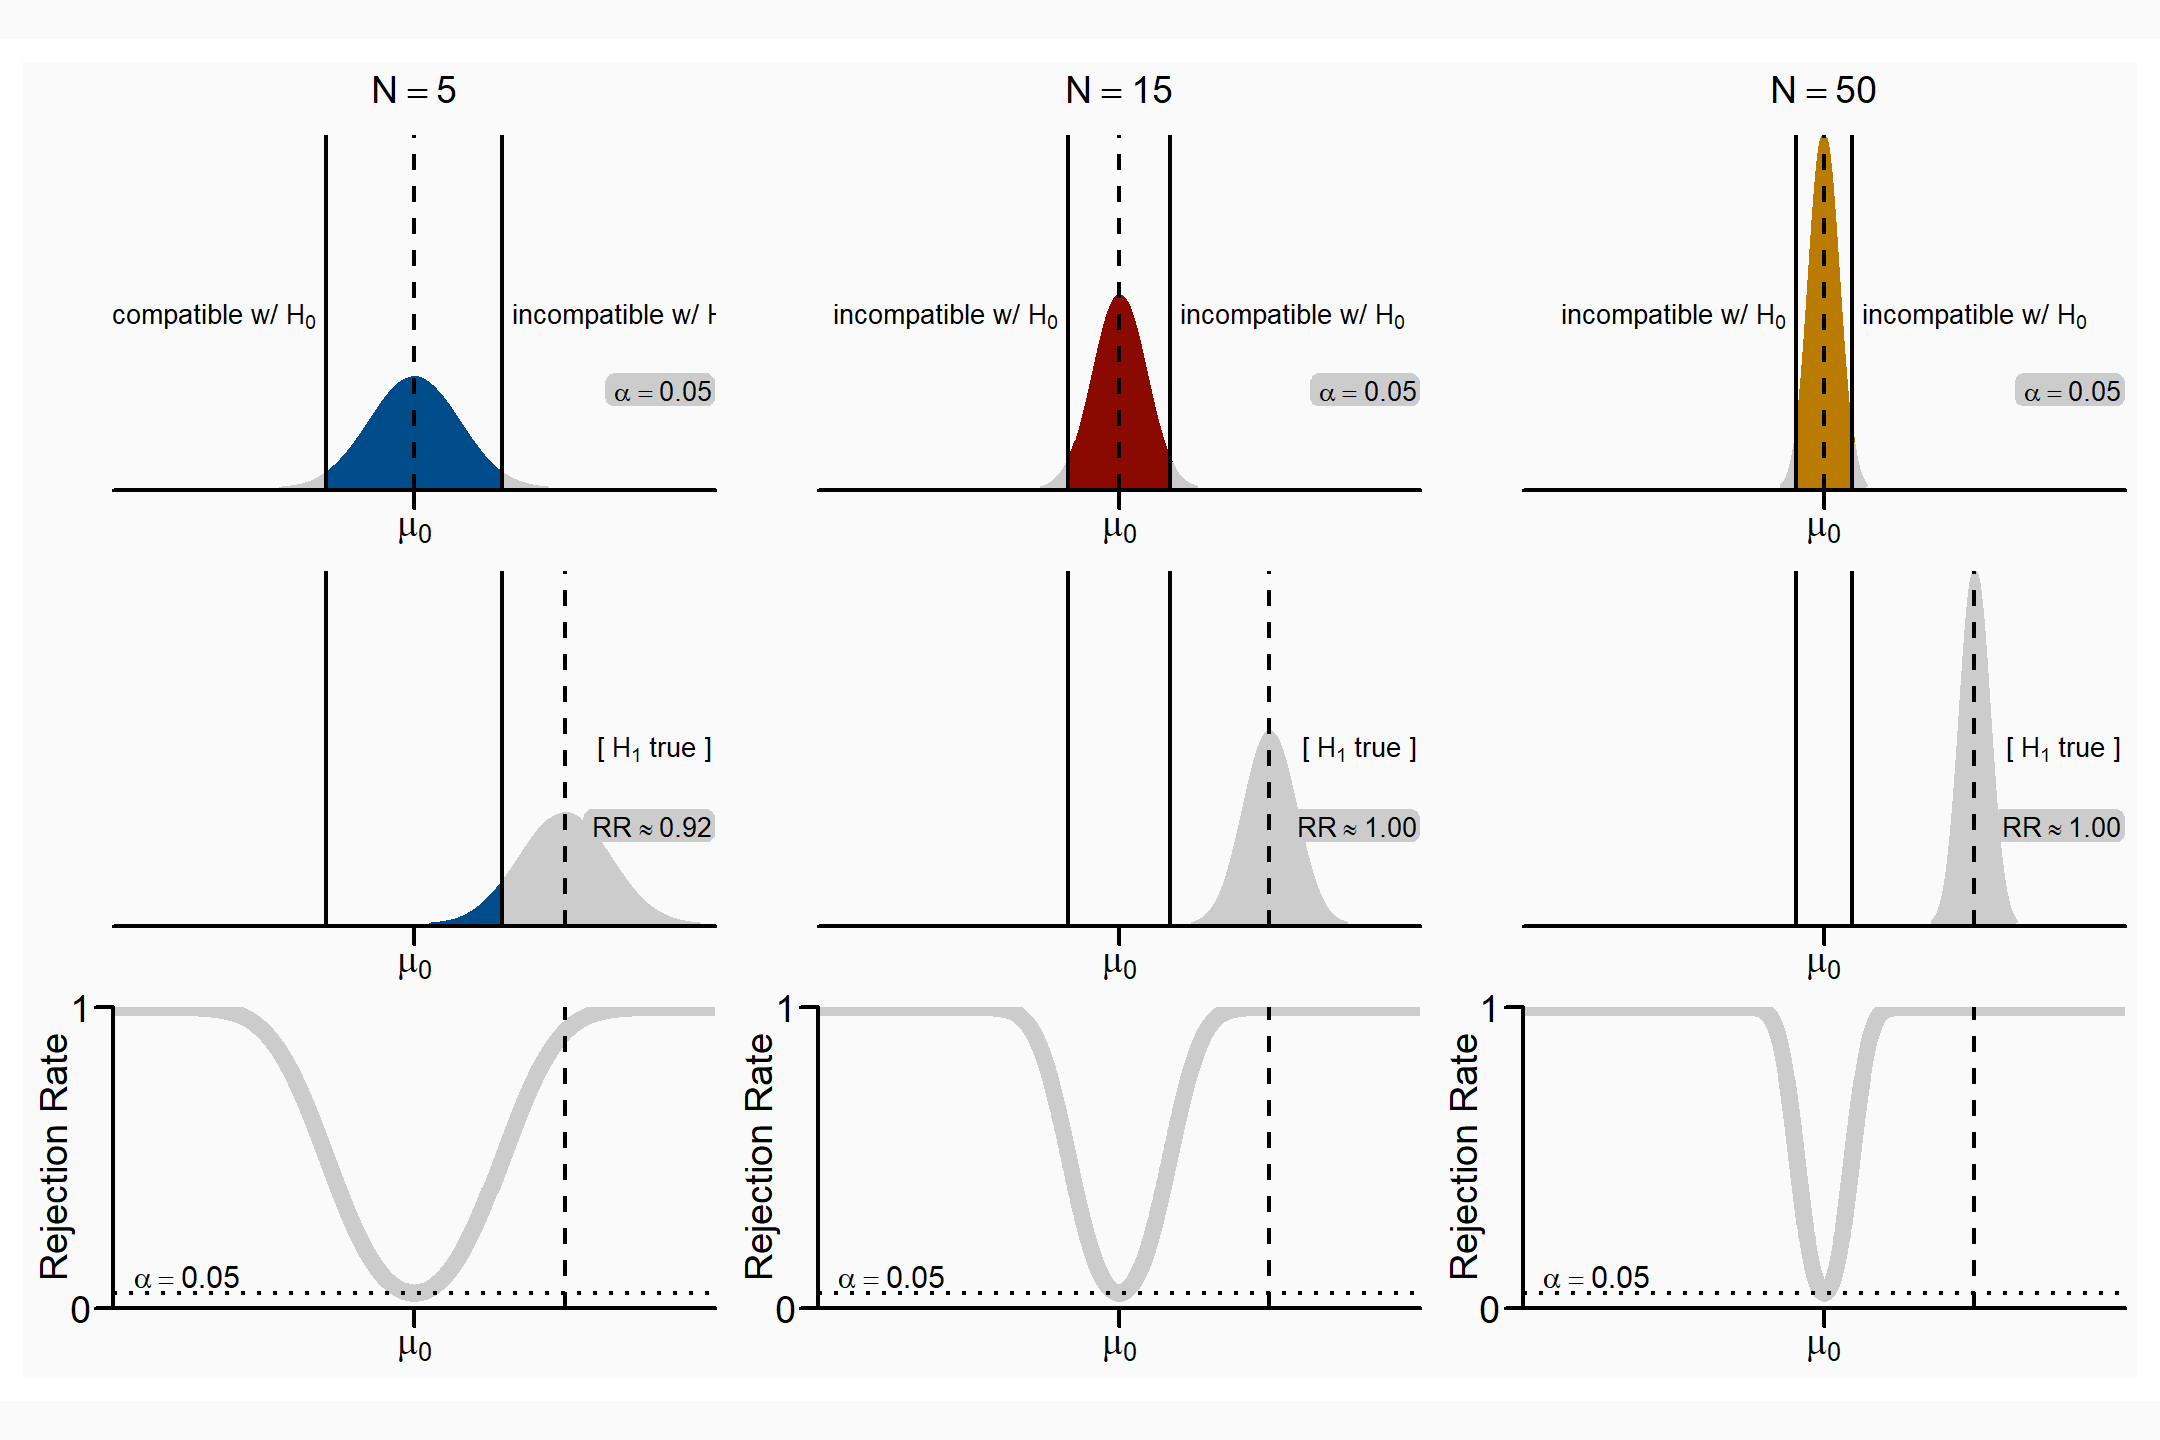 N = 5
N = 15
N = 50
compatible w/ H₀
incompatible w/ H
incompatible w/ H₀
incompatible w/ H₀
incompatible w/ H₀
incompatible w/ H₀
α = 0.05
α = 0.05
α = 0.05
μ₀
μ₀
μ₀
[ H₁ true ]
[ H₁ true ]
[ H₁ true ]
RR ≈ 0.92
RR ≈ 1.00
RR ≈ 1.00
μ₀
μ₀
μ₀
Rejection Rate
1
0
α = 0.05
μ₀
Rejection Rate
1
0
α = 0.05
μ₀
Rejection Rate
1
0
α = 0.05
μ₀